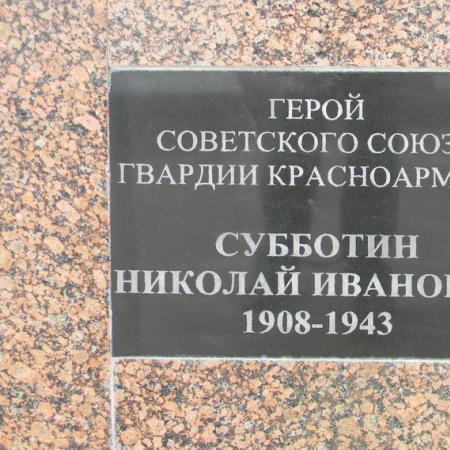 ГЕРОЙ
СОВЕТСКОГО СОЮЗ
ГВАРДИИ КРАСНОАРМ
СУББОТИН
НИКОЛАЙ ИВАНО
1908-1943